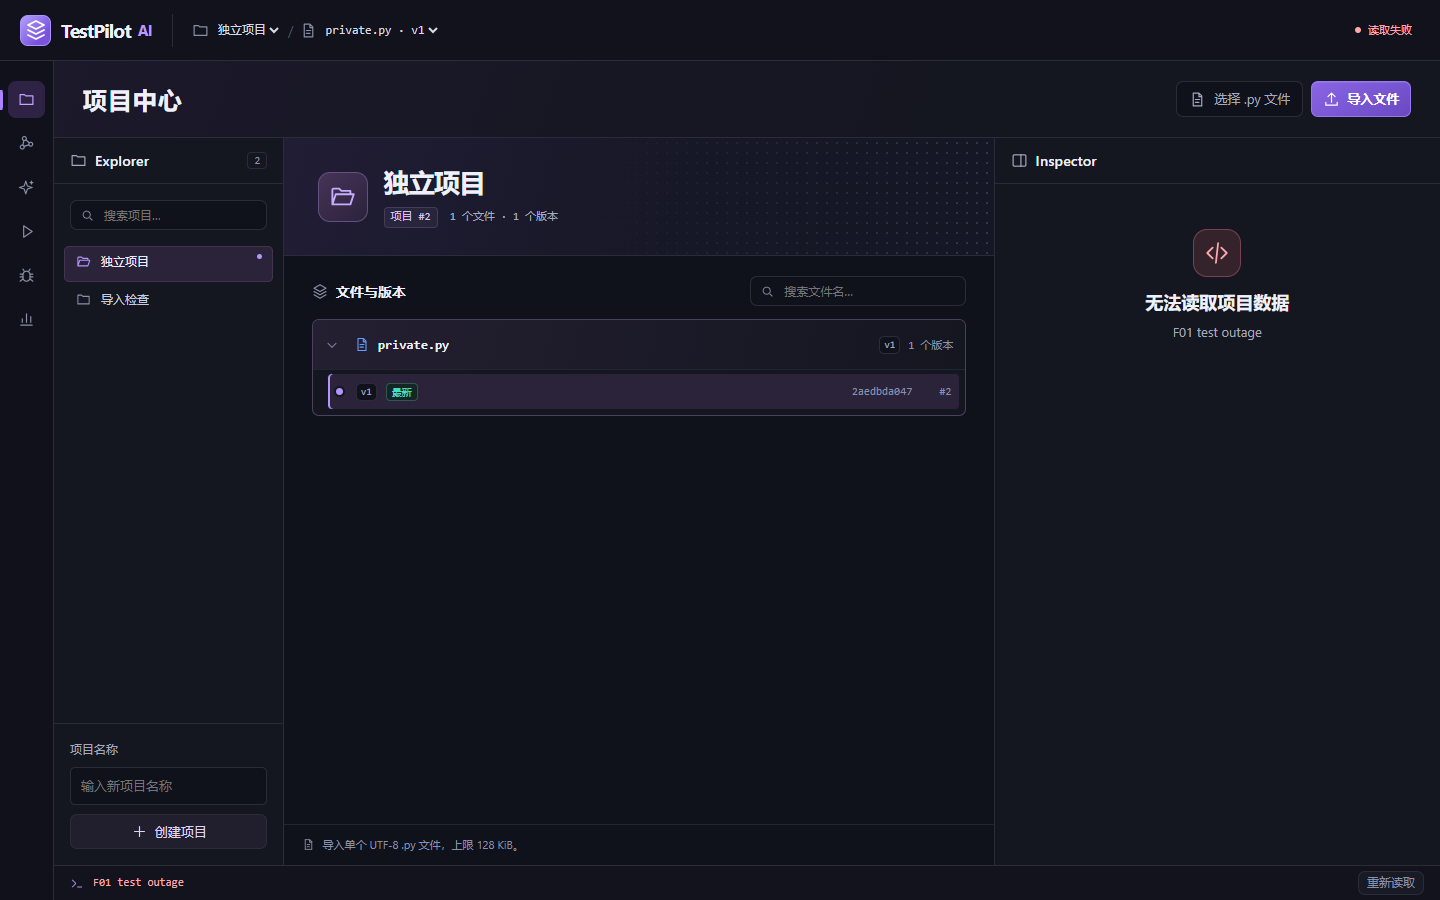 TestPilot AI
独立项目
/
private.py · v1
读取失败
项目中心
选择 .py 文件
导入文件
Explorer
2
搜索项目...
独立项目
导入检查
项目名称
输入新项目名称
创建项目
独立项目
项目 #2
1 个文件 · 1 个版本
文件与版本
搜索文件名...
private.py
v1
1 个版本
v1
最新
2aedbda047
#2
导入单个 UTF-8 .py 文件，上限 128 KiB。
Inspector
无法读取项目数据
F01 test outage
F01 test outage
重新读取